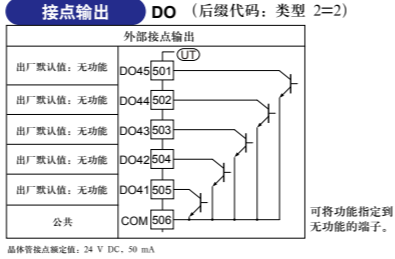 接点输出 DO （后缀代码：类型 2=2）
外部接点输出
UT
出厂默认值：无功能 DO45 501
出厂默认值：无功能 DO44 502
出厂默认值：无功能 DO43 503
出厂默认值：无功能 DO42 504
出厂默认值：无功能 DO41 505
公共 COM 506
可将功能指定到
无功能的端子。
晶体管接点额定值：24 V DC，50 mA